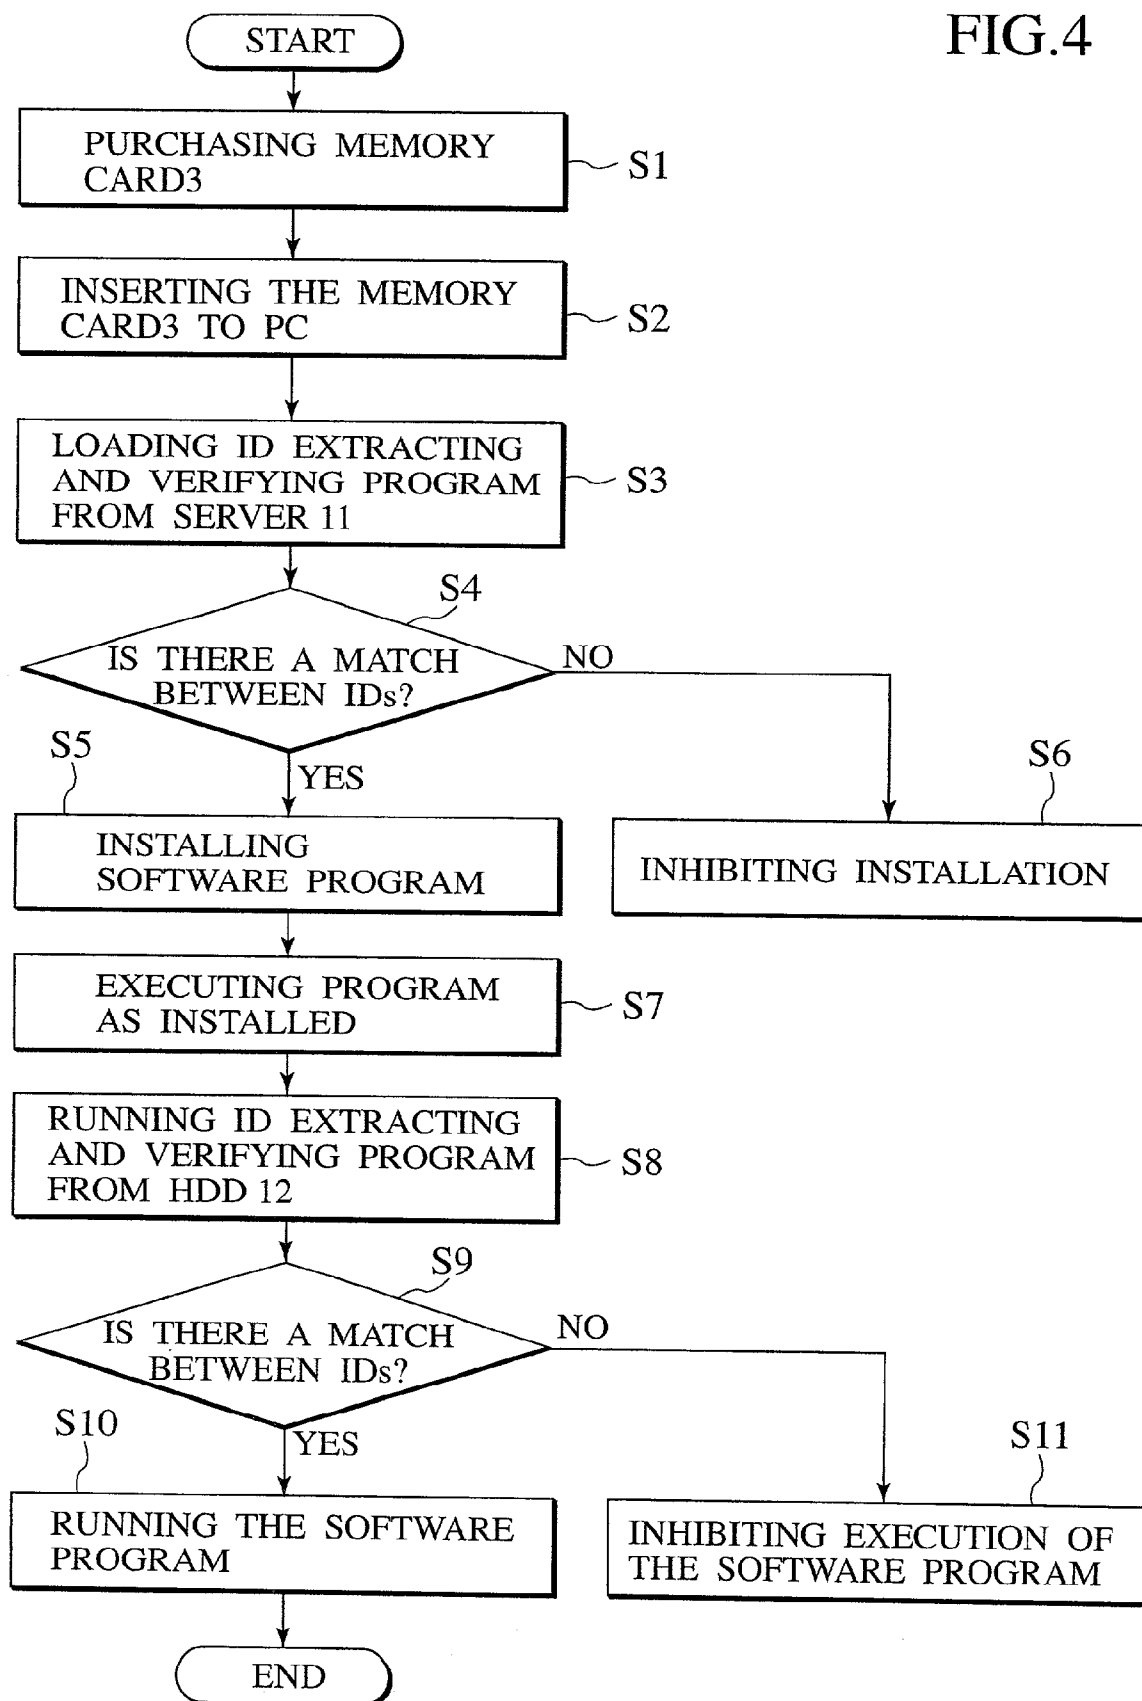 FIG.4
START
PURCHASING MEMORY
CARD3
S1
INSERTING THE MEMORY
CARD3 TO PC
S2
LOADING ID EXTRACTING
AND VERIFYING PROGRAM
FROM SERVER 11
S3
S4
IS THERE A MATCH
BETWEEN IDs?
NO
YES
S5
INSTALLING
SOFTWARE PROGRAM
S6
INHIBITING INSTALLATION
EXECUTING PROGRAM
AS INSTALLED
S7
RUNNING ID EXTRACTING
AND VERIFYING PROGRAM
FROM HDD 12
S8
S9
IS THERE A MATCH
BETWEEN IDs?
NO
YES
S10
RUNNING THE SOFTWARE
PROGRAM
S11
INHIBITING EXECUTION OF
THE SOFTWARE PROGRAM
END